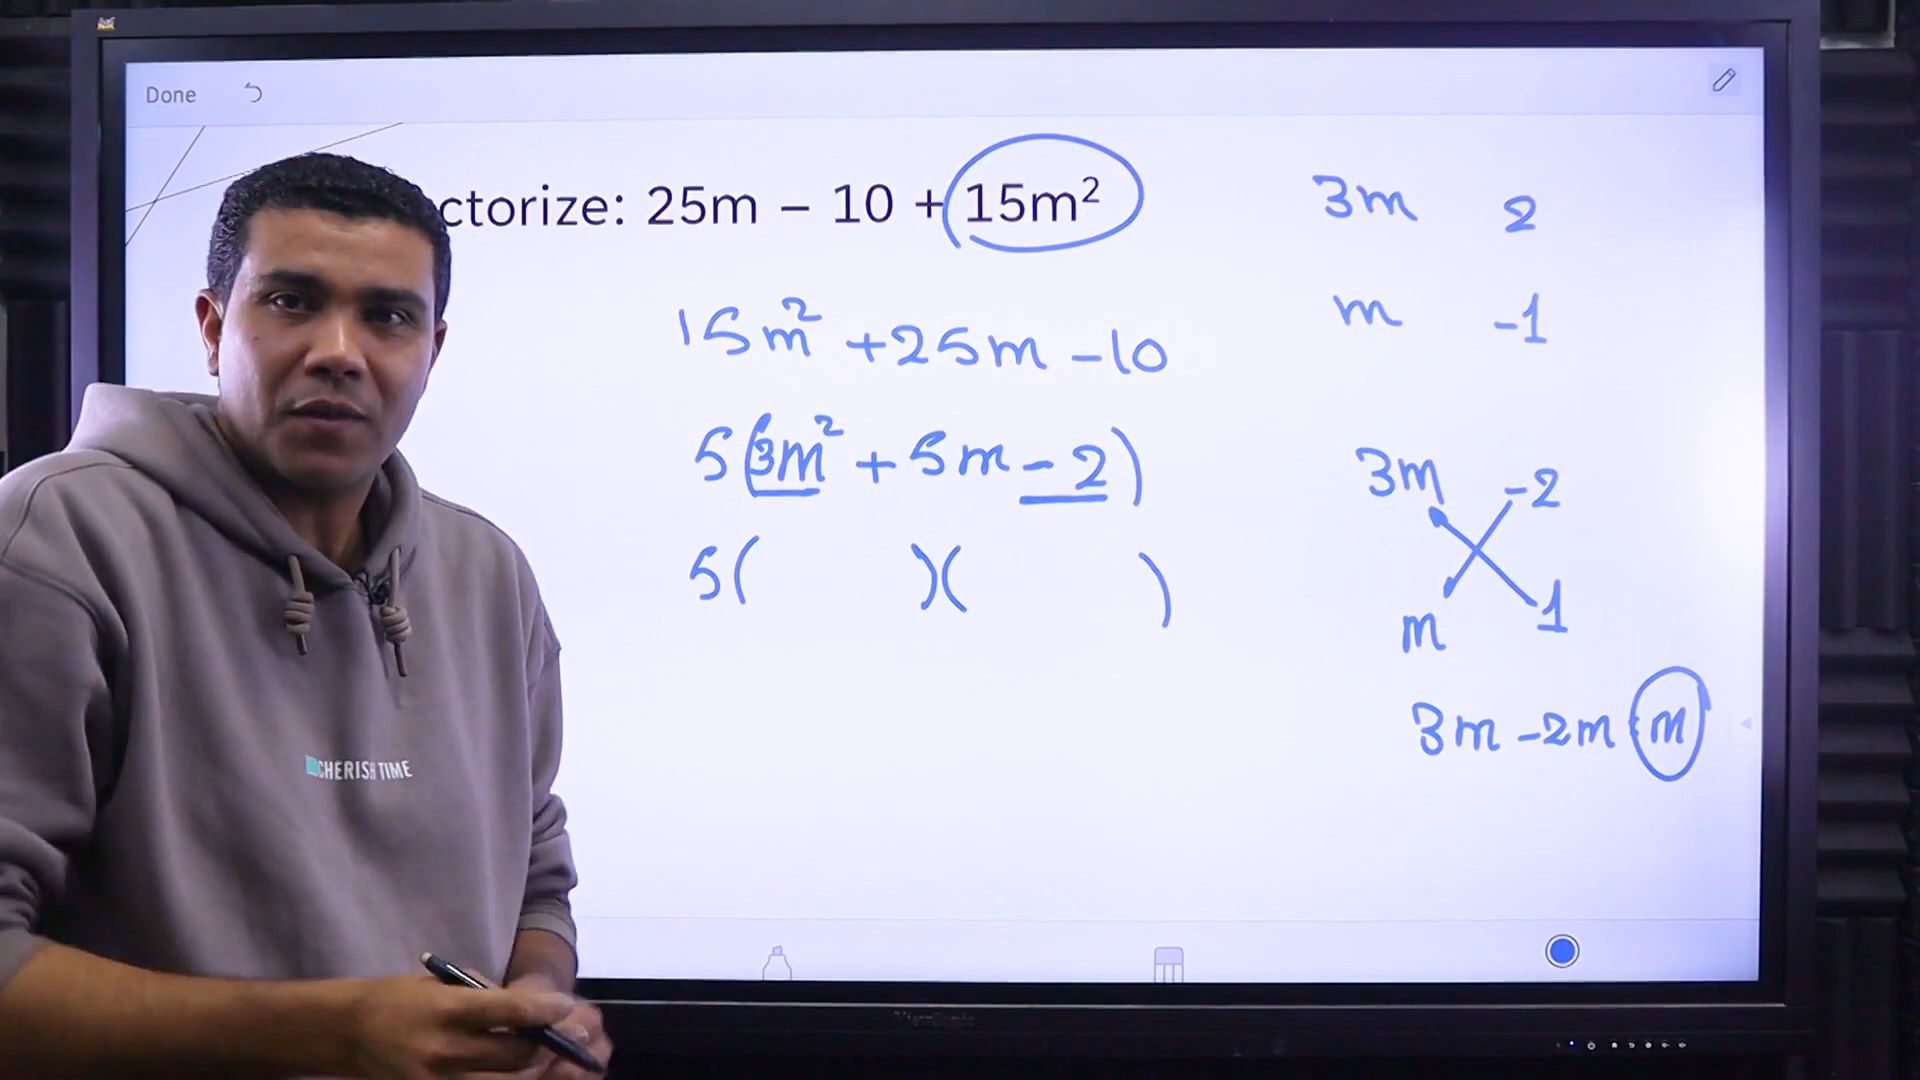 Done
ctorize: 25m – 10 + 15m²
15m² + 25m - 10
5(3m² + 5m - 2)
5( )( )
3m 2
m -1
3m -2
m 1
3m - 2m m
CHERISH TIME